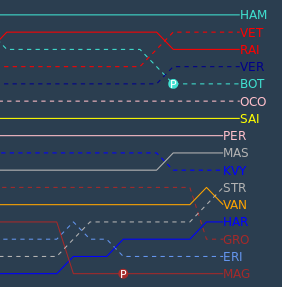 HAM
VET
RAI
VER
P BOT
OCO
SAI
PER
MAS
KVY
STR
VAN
HAR
GRO
ERI
P MAG